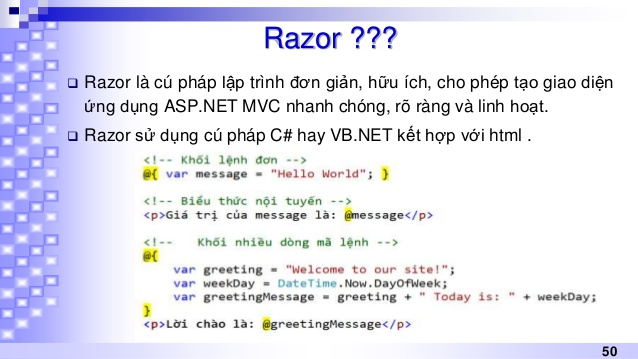 Razor ???
Razor là cú pháp lập trình đơn giản, hữu ích, cho phép tạo giao diện
ứng dụng ASP.NET MVC nhanh chóng, rõ ràng và linh hoạt.
Razor sử dụng cú pháp C# hay VB.NET kết hợp với html .
<!-- Khối lệnh đơn -->
@{ var message = "Hello World"; }
<!-- Biểu thức nội tuyến -->
<p>Giá trị của message là: @message</p>
<!-- Khối nhiều dòng mã lệnh -->
@{
var greeting = "Welcome to our site!";
var weekDay = DateTime.Now.DayOfWeek;
var greetingMessage = greeting + " Today is: " + weekDay;
}
<p>Lời chào là: @greetingMessage</p>
50